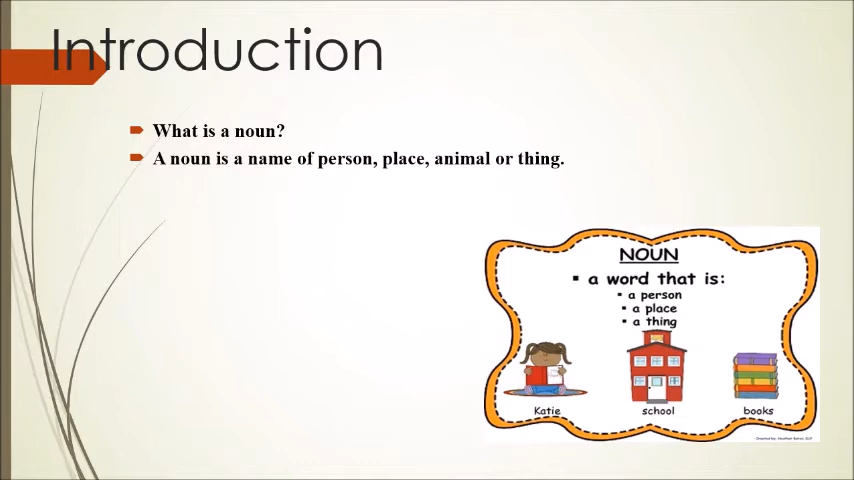 Introduction
What is a noun?
A noun is a name of person, place, animal or thing.
NOUN
▪ a word that is:
▪ a person
▪ a place
▪ a thing
Katie school books